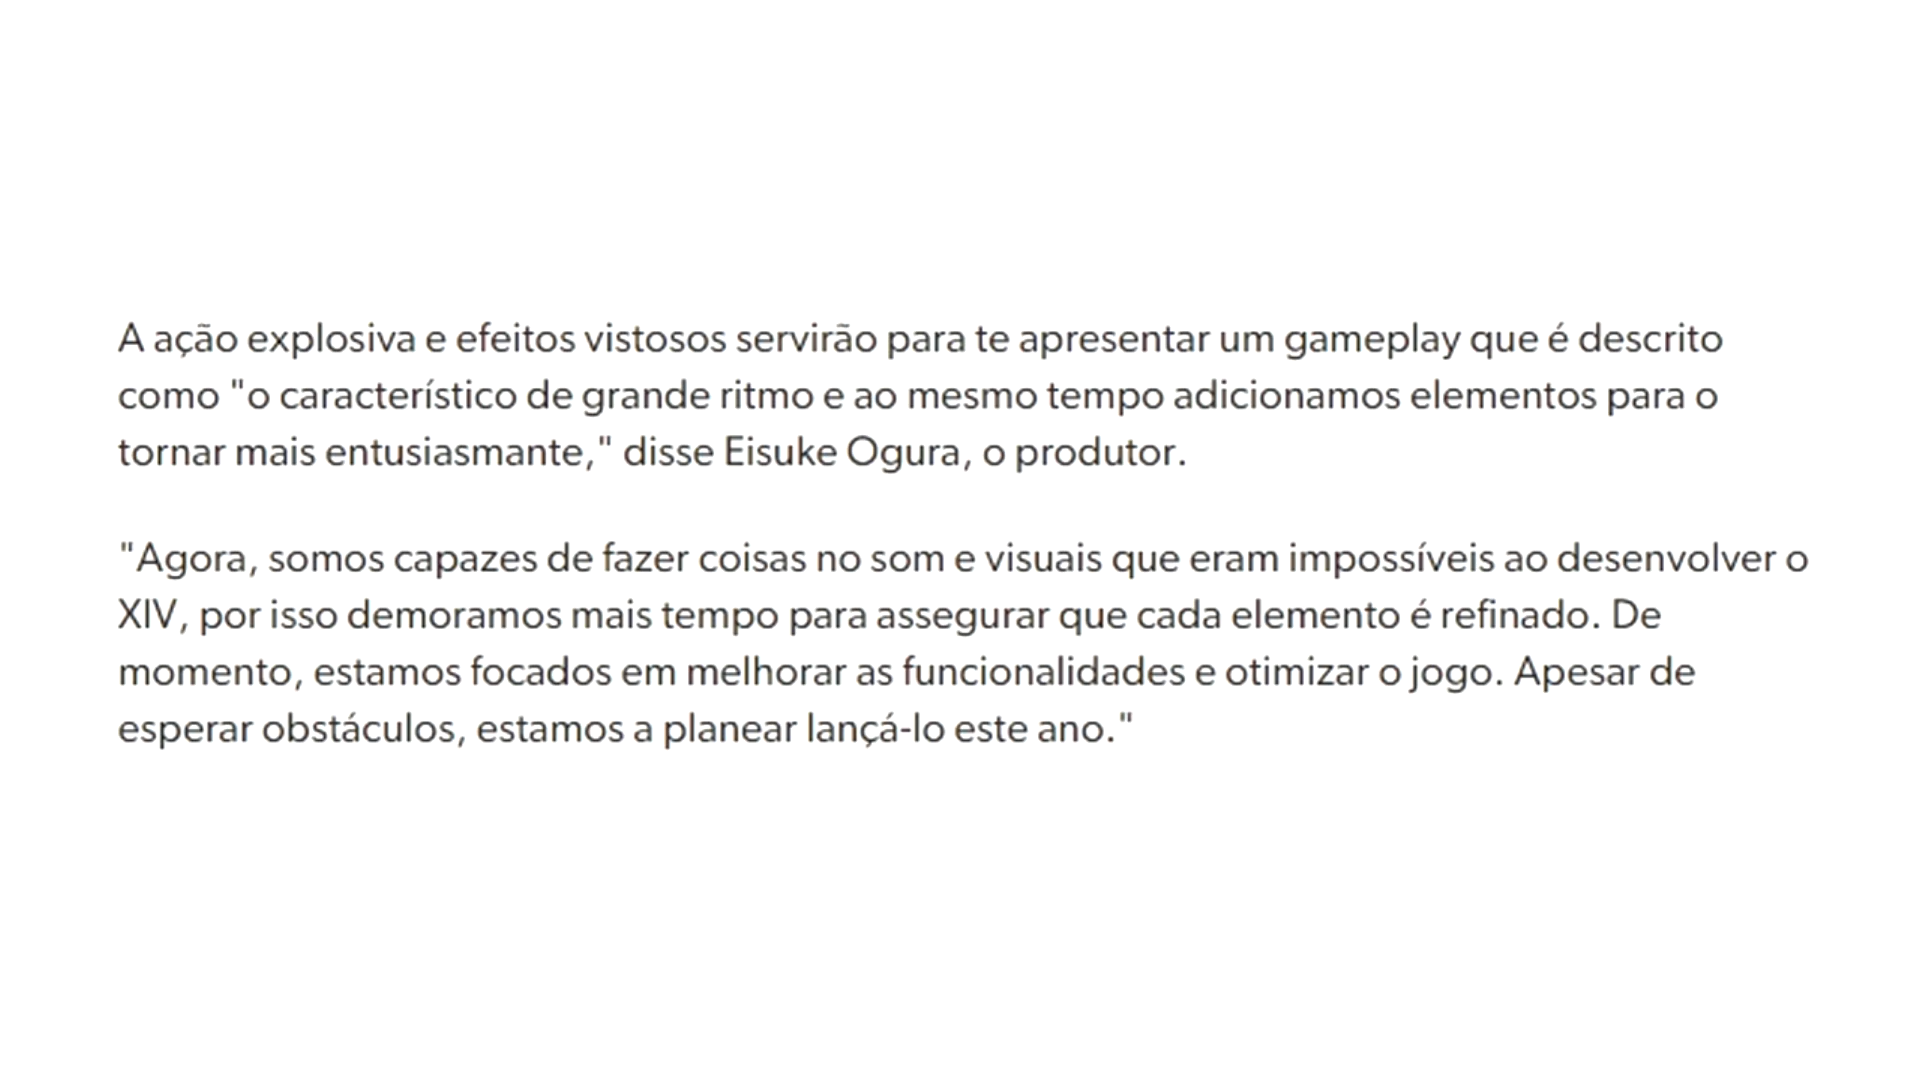 A ação explosiva e efeitos vistosos servirão para te apresentar um gameplay que é descrito
como "o característico de grande ritmo e ao mesmo tempo adicionamos elementos para o
tornar mais entusiasmante," disse Eisuke Ogura, o produtor.
"Agora, somos capazes de fazer coisas no som e visuais que eram impossíveis ao desenvolver o
XIV, por isso demoramos mais tempo para assegurar que cada elemento é refinado. De
momento, estamos focados em melhorar as funcionalidades e otimizar o jogo. Apesar de
esperar obstáculos, estamos a planear lançá-lo este ano."